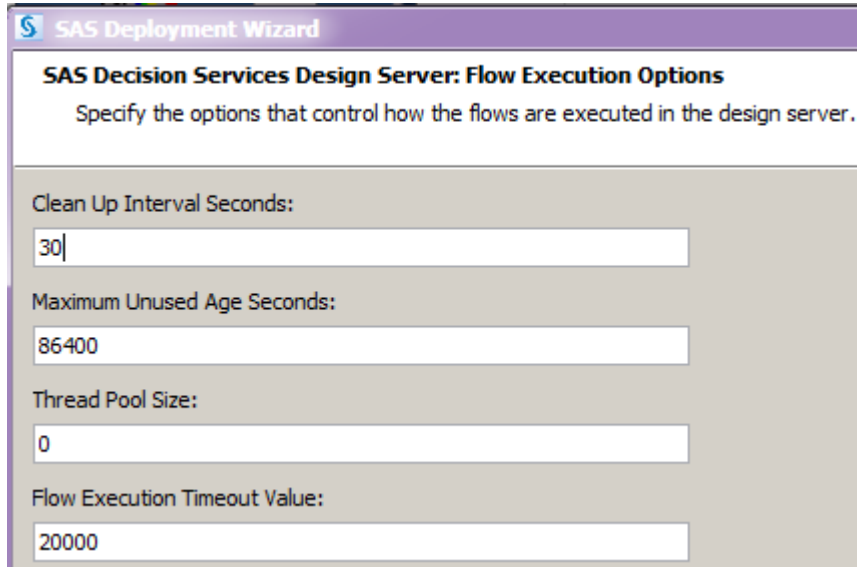 SAS Deployment Wizard
SAS Decision Services Design Server: Flow Execution Options
Specify the options that control how the flows are executed in the design server.
Clean Up Interval Seconds:
30
Maximum Unused Age Seconds:
86400
Thread Pool Size:
0
Flow Execution Timeout Value:
20000